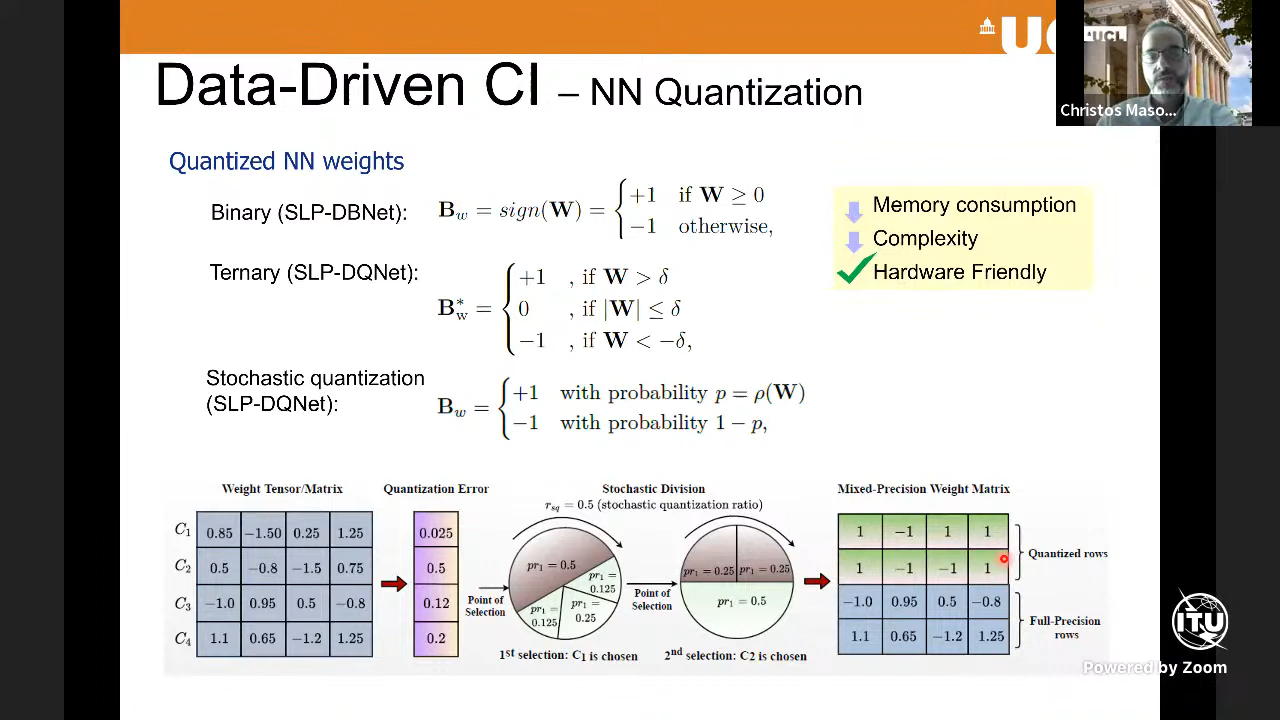 UCL
Christos Maso...
Data-Driven CI – NN Quantization
Quantized NN weights
Binary (SLP-DBNet): B_w = sign(W) = { +1 if W ≥ 0
−1 otherwise,
Ternary (SLP-DQNet): B*_w = { +1 , if W > δ
0 , if |W| ≤ δ
−1 , if W < −δ,
Stochastic quantization
(SLP-DQNet): B_w = { +1 with probability p = ρ(W)
−1 with probability 1 − p,
Memory consumption
Complexity
Hardware Friendly
Weight Tensor/Matrix
C1 0.85 −1.50 0.25 1.25
C2 0.5 −0.8 −1.5 0.75
C3 −1.0 0.95 0.5 −0.8
C4 1.1 0.65 −1.2 1.25
Quantization Error
0.025
0.5
0.12
0.2
Stochastic Division
r_sq = 0.5 (stochastic quantization ratio)
Point of
Selection
pr1 = 0.5
pr1 =
0.125
pr1 =
0.25
pr1 =
0.125
1st selection: C1 is chosen
Point of
Selection
pr1 = 0.25 pr1 = 0.25
pr1 = 0.5
2nd selection: C2 is chosen
Mixed-Precision Weight Matrix
1 −1 1 1
1 −1 −1 1
−1.0 0.95 0.5 −0.8
1.1 0.65 −1.2 1.25
Quantized rows
Full-Precision
rows
ITU
Powered by Zoom